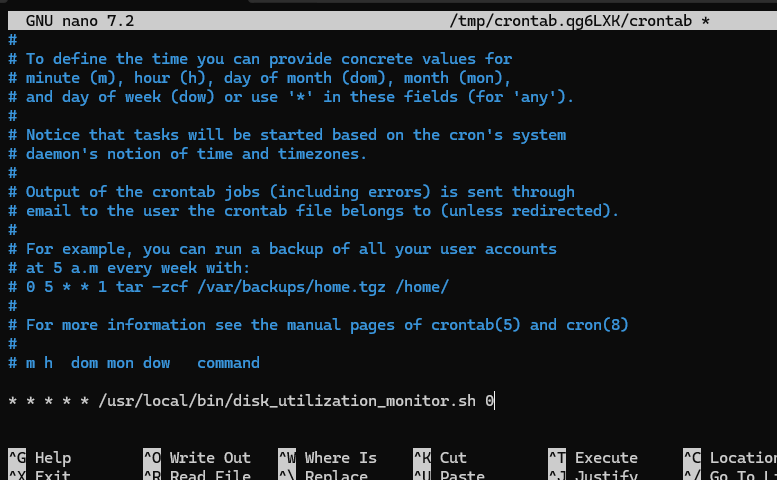 GNU nano 7.2 /tmp/crontab.qg6LXK/crontab *
#
# To define the time you can provide concrete values for
# minute (m), hour (h), day of month (dom), month (mon),
# and day of week (dow) or use '*' in these fields (for 'any').
#
# Notice that tasks will be started based on the cron's system
# daemon's notion of time and timezones.
#
# Output of the crontab jobs (including errors) is sent through
# email to the user the crontab file belongs to (unless redirected).
#
# For example, you can run a backup of all your user accounts
# at 5 a.m every week with:
# 0 5 * * 1 tar -zcf /var/backups/home.tgz /home/
#
# For more information see the manual pages of crontab(5) and cron(8)
#
# m h  dom mon dow   command
* * * * * /usr/local/bin/disk_utilization_monitor.sh 0
^G Help ^O Write Out ^W Where Is ^K Cut ^T Execute ^C Location
^X Exit ^R Read File ^\ Replace ^U Paste ^J Justify ^/ Go To Li